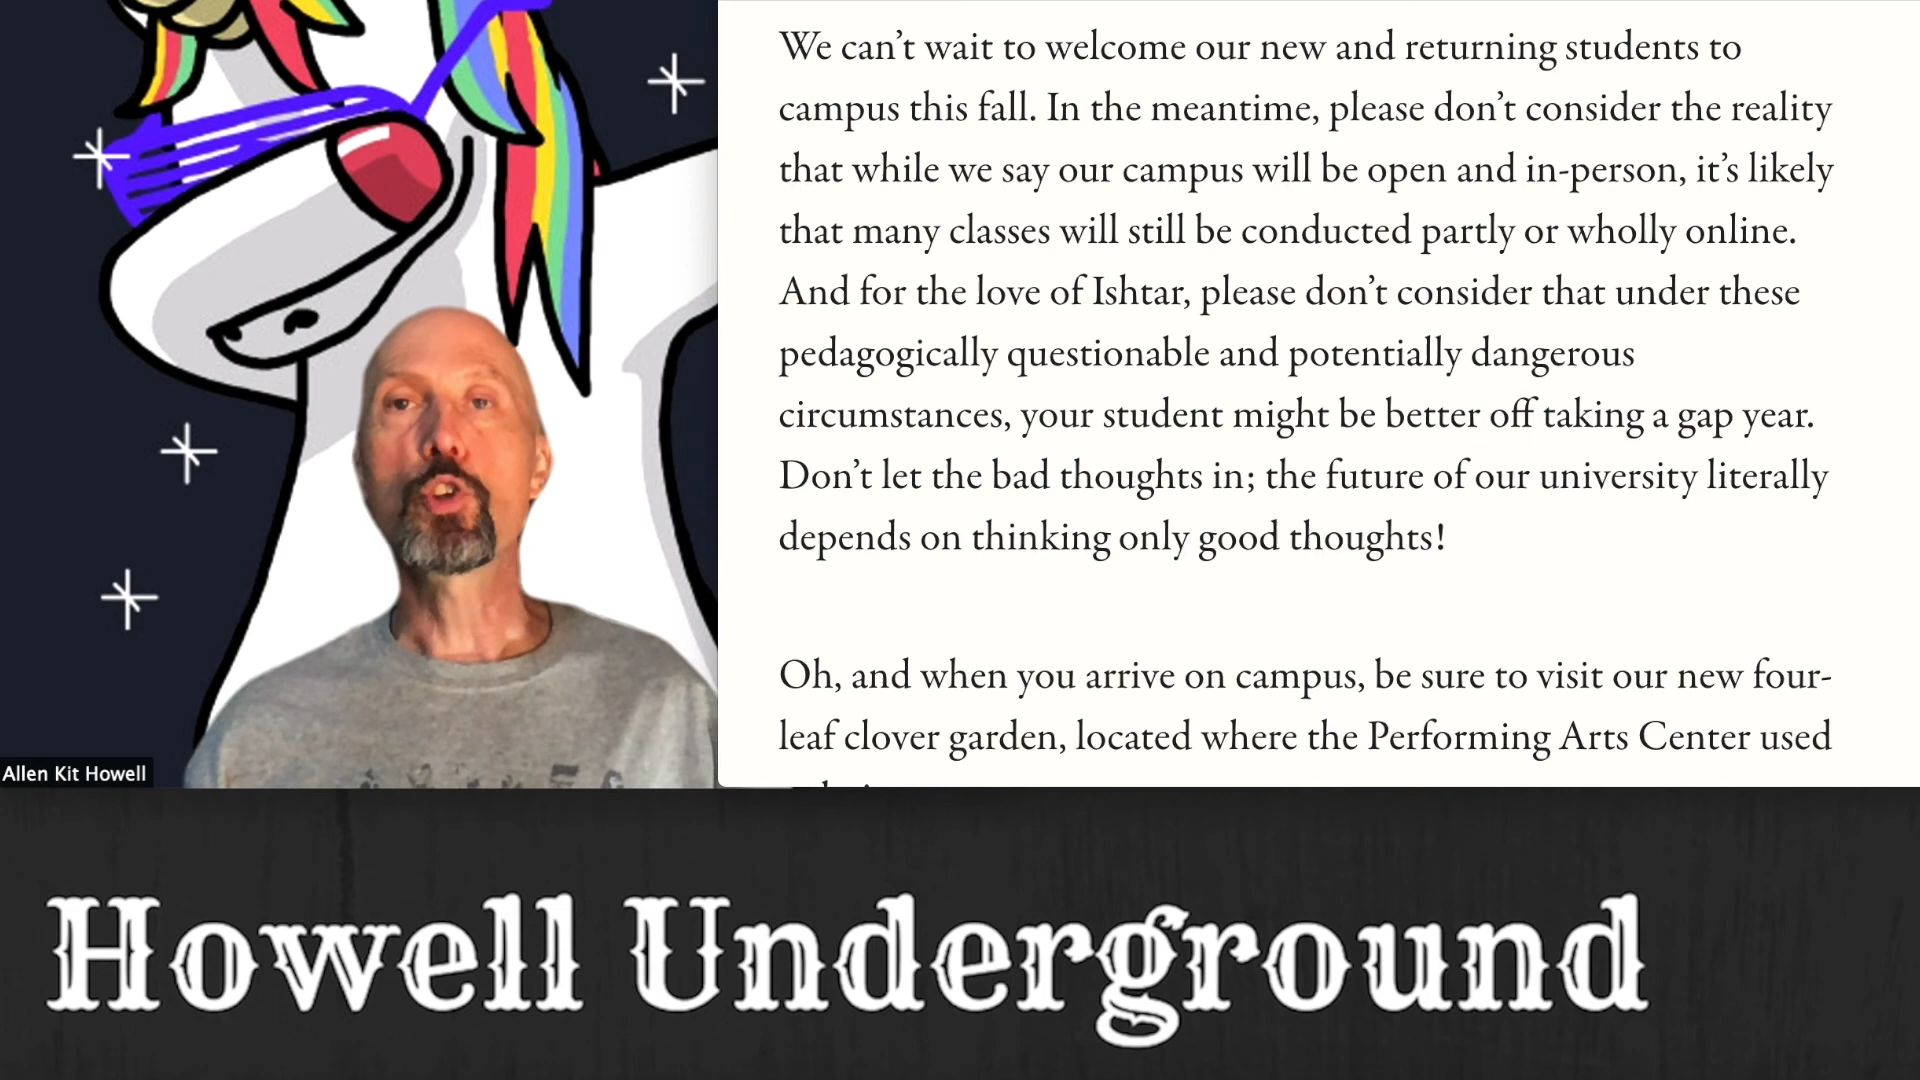 We can’t wait to welcome our new and returning students to
campus this fall. In the meantime, please don’t consider the reality
that while we say our campus will be open and in-person, it’s likely
that many classes will still be conducted partly or wholly online.
And for the love of Ishtar, please don’t consider that under these
pedagogically questionable and potentially dangerous
circumstances, your student might be better off taking a gap year.
Don’t let the bad thoughts in; the future of our university literally
depends on thinking only good thoughts!
Oh, and when you arrive on campus, be sure to visit our new four-
leaf clover garden, located where the Performing Arts Center used
Allen Kit Howell
Howell Underground